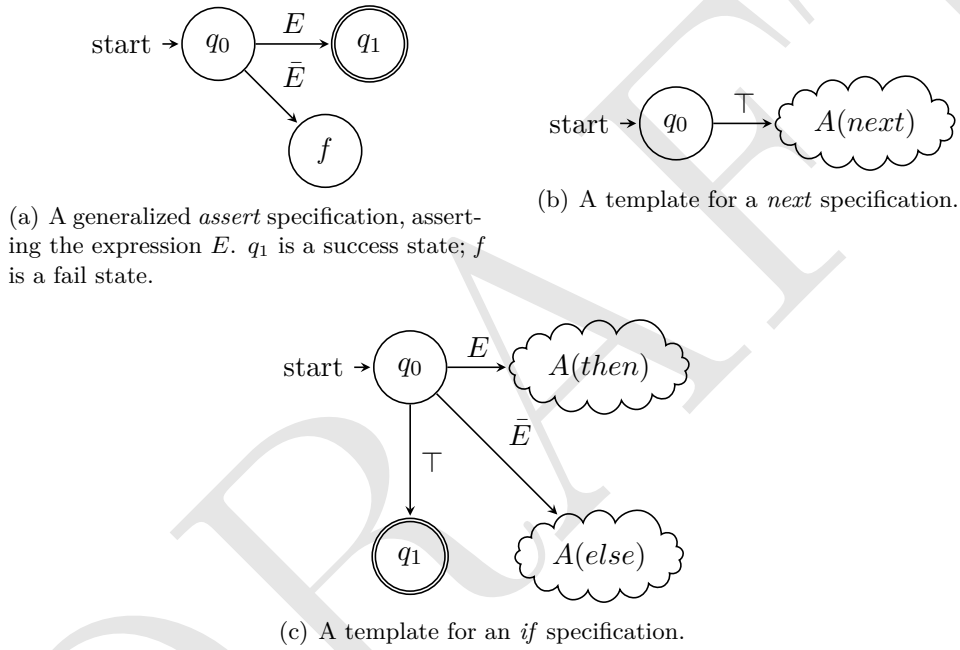 start q₀ E q₁
Ē
f
(a) A generalized assert specification, assert-
ing the expression E. q₁ is a success state; f
is a fail state.
start q₀ ⊤ A(next)
(b) A template for a next specification.
start q₀ E A(then)
Ē
⊤
q₁ A(else)
(c) A template for an if specification.
DRAFT